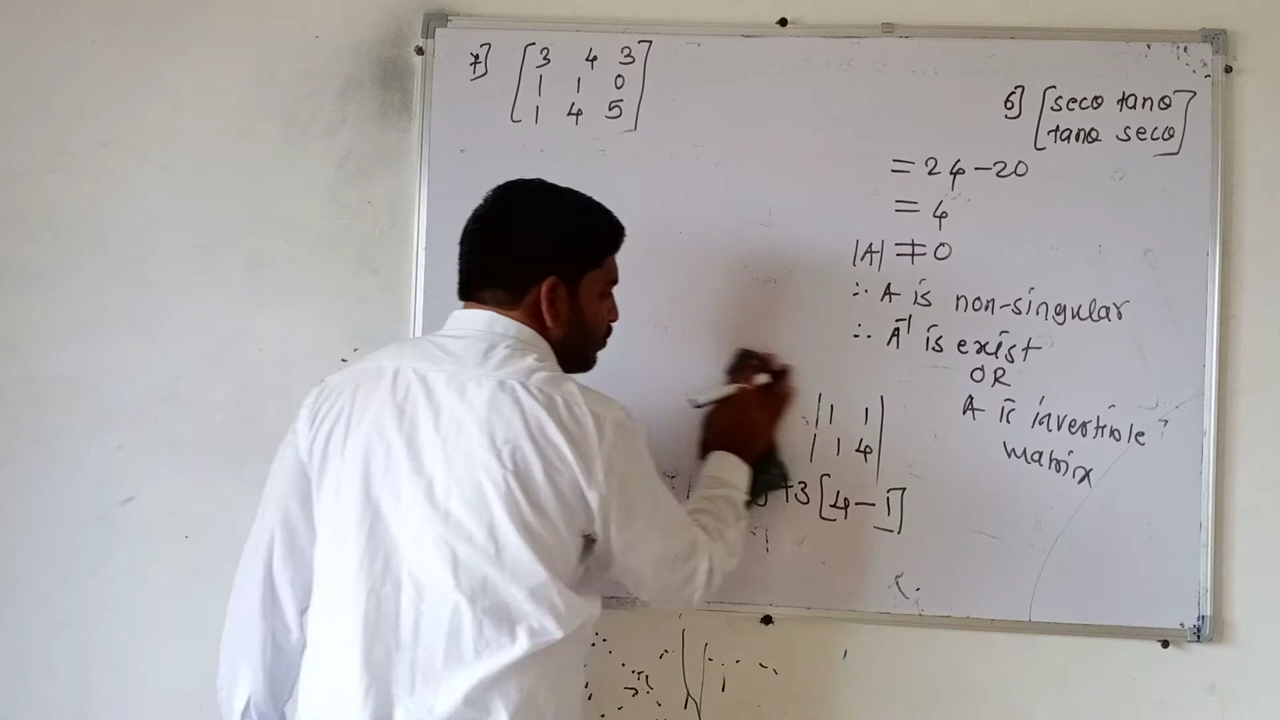 7] [3 4 3
1 1 0
1 4 5]
6] [secθ tanθ
tanθ secθ]
= 24 - 20
= 4
|A| ≠ 0
∴ A is non-singular
∴ A⁻¹ is exist
OR
A is invertible
matrix
|1 1
1 4|
+3 [4 - 1]